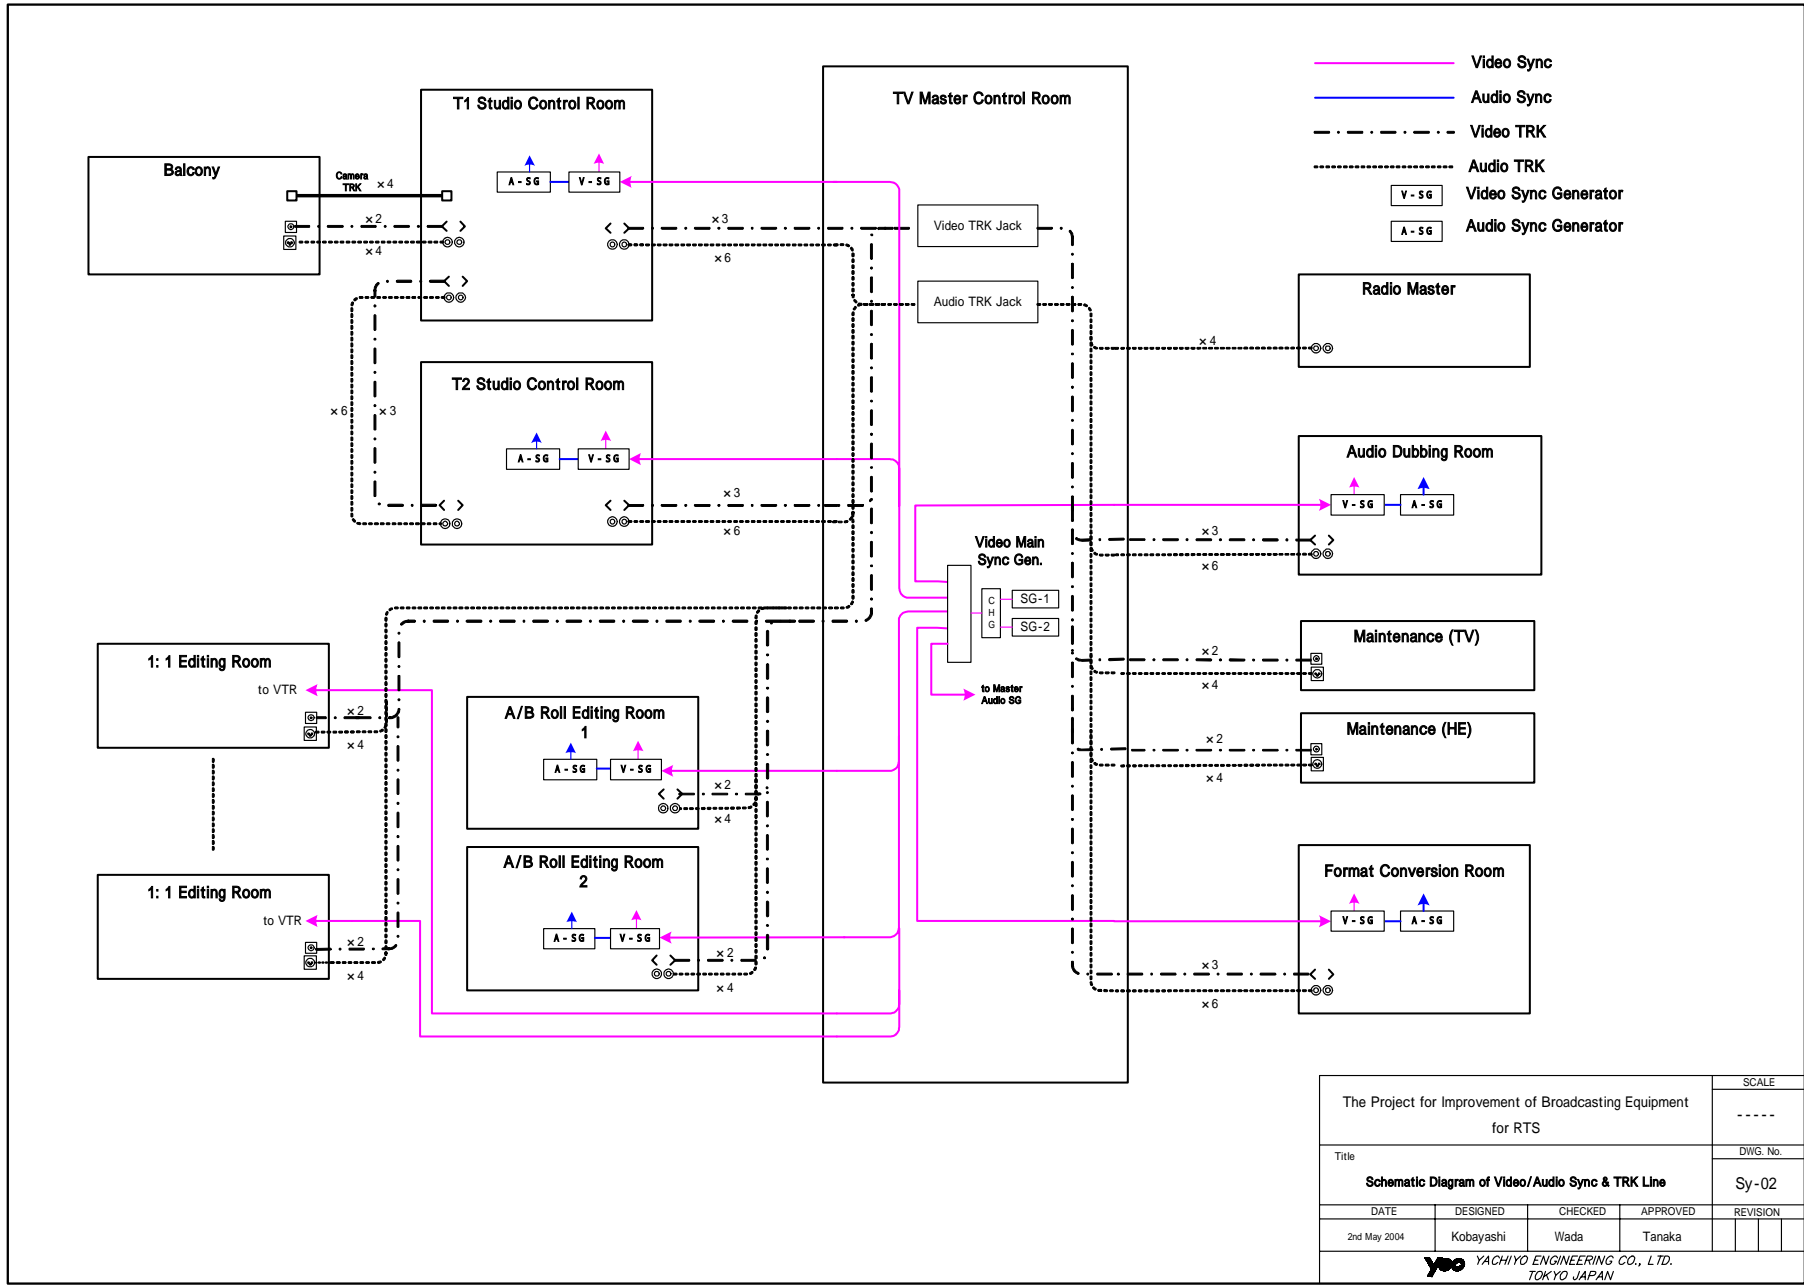 Video Sync
Audio Sync
Video TRK
Audio TRK
V-SG Video Sync Generator
A-SG Audio Sync Generator
T1 Studio Control Room
A-SG V-SG
×3
×6
Balcony
Camera
TRK ×4
×2
×4
×6 ×3
T2 Studio Control Room
A-SG V-SG
×3
×6
TV Master Control Room
Video TRK Jack
Audio TRK Jack
Video Main
Sync Gen.
C
H
G
SG-1
SG-2
to Master
Audio SG
Radio Master
×4
Audio Dubbing Room
V-SG A-SG
×3
×6
Maintenance (TV)
×2
×4
Maintenance (HE)
×2
×4
Format Conversion Room
V-SG A-SG
×3
×6
1: 1 Editing Room
to VTR
×2
×4
1: 1 Editing Room
to VTR
×2
×4
A/B Roll Editing Room
1
A-SG V-SG
×2
×4
A/B Roll Editing Room
2
A-SG V-SG
×2
×4
The Project for Improvement of Broadcasting Equipment
for RTS
SCALE
-----
Title
Schematic Diagram of Video/Audio Sync & TRK Line
DWG. No.
Sy-02
DATE DESIGNED CHECKED APPROVED REVISION
2nd May 2004 Kobayashi Wada Tanaka
yeo YACHIYO ENGINEERING CO., LTD.
TOKYO JAPAN